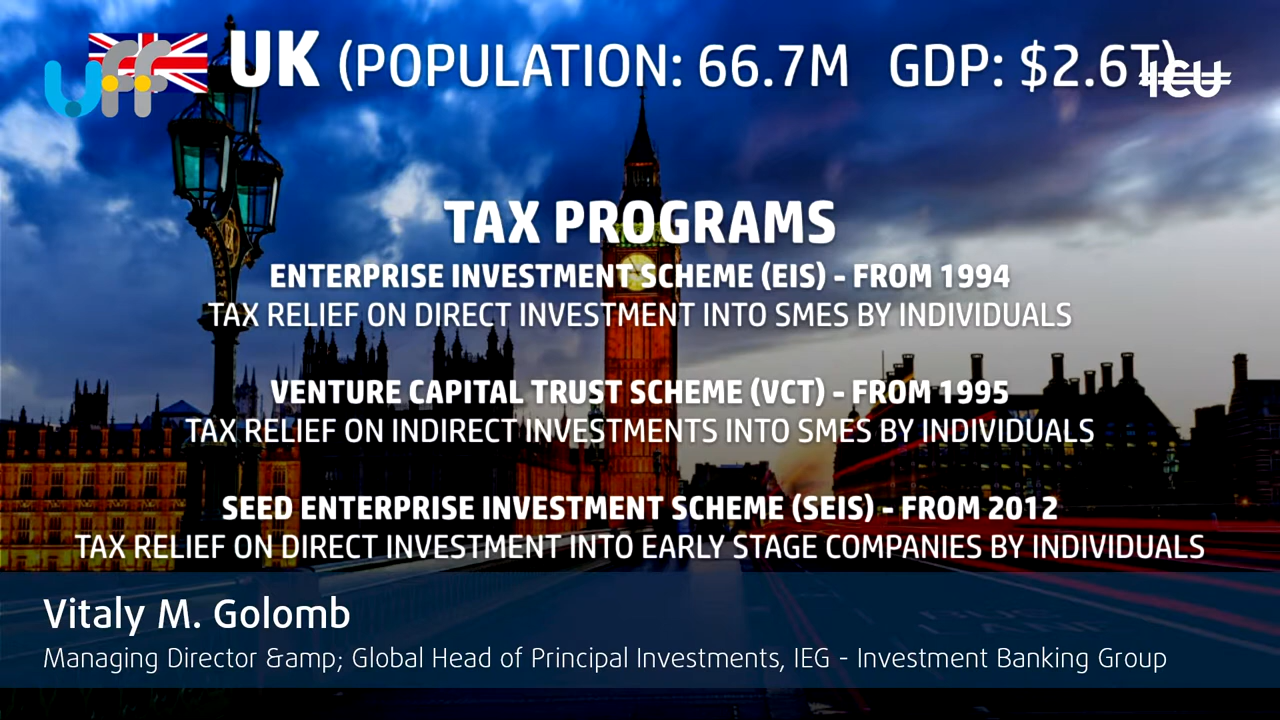 uff
UK (POPULATION: 66.7M GDP: $2.6T)
ICU
TAX PROGRAMS
ENTERPRISE INVESTMENT SCHEME (EIS) - FROM 1994
TAX RELIEF ON DIRECT INVESTMENT INTO SMES BY INDIVIDUALS
VENTURE CAPITAL TRUST SCHEME (VCT) - FROM 1995
TAX RELIEF ON INDIRECT INVESTMENTS INTO SMES BY INDIVIDUALS
SEED ENTERPRISE INVESTMENT SCHEME (SEIS) - FROM 2012
TAX RELIEF ON DIRECT INVESTMENT INTO EARLY STAGE COMPANIES BY INDIVIDUALS
Vitaly M. Golomb
Managing Director &amp; Global Head of Principal Investments, IEG - Investment Banking Group